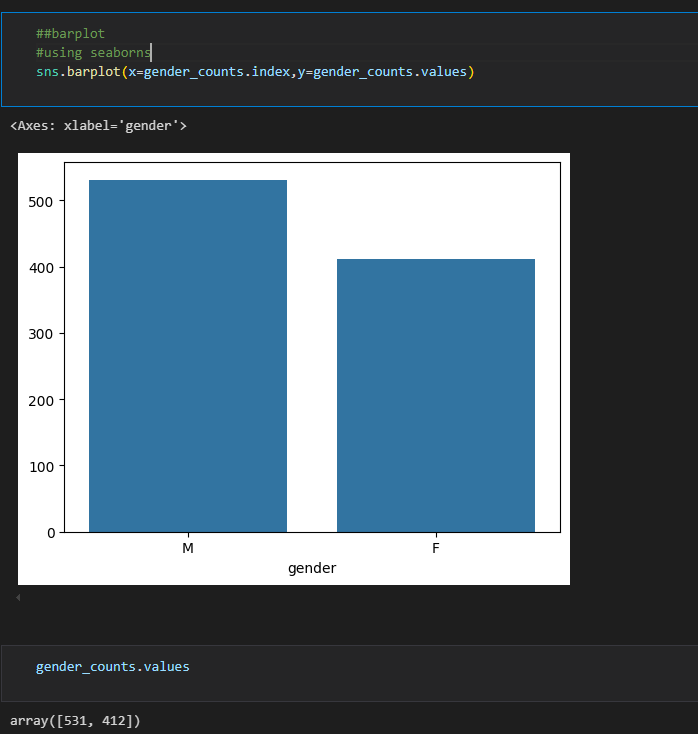 ##barplot
#using seaborns
sns.barplot(x=gender_counts.index,y=gender_counts.values)
<Axes: xlabel='gender'>
500
400
300
200
100
0
M F
gender
gender_counts.values
array([531, 412])